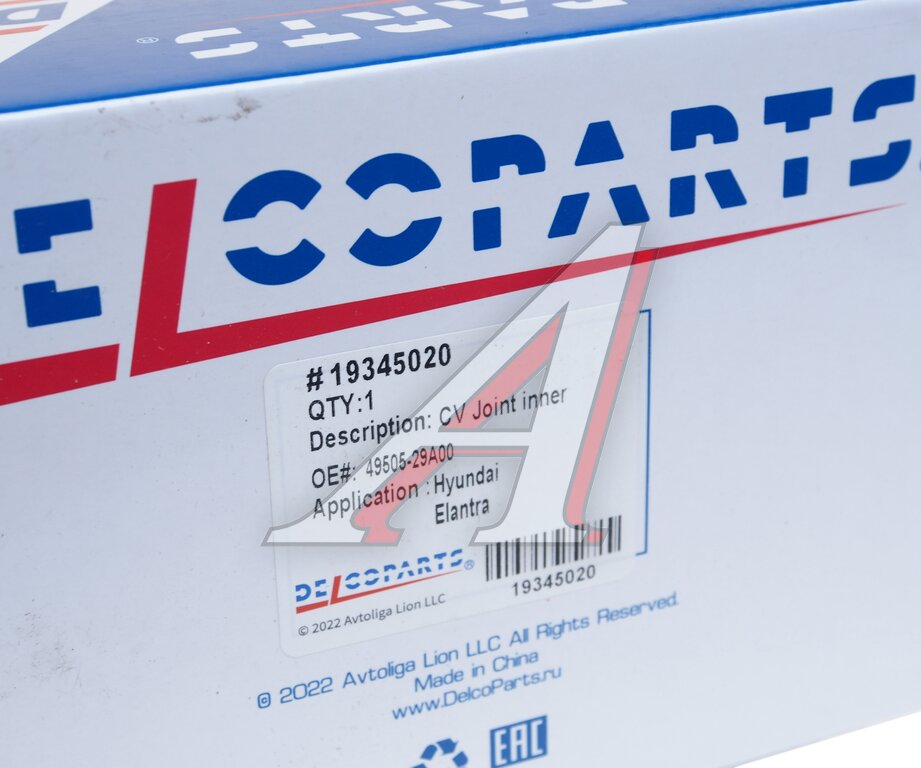 PARTS
®
DELCOPARTS
#19345020
QTY:1
Description: CV Joint inner
OE#: 49505-29A00
Application : Hyundai
Elantra
DELCOPARTS®
19345020
© 2022 Avtoliga Lion LLC
© 2022 Avtoliga Lion LLC All Rights Reserved.
Made in China
www.DelcoParts.ru
EAC